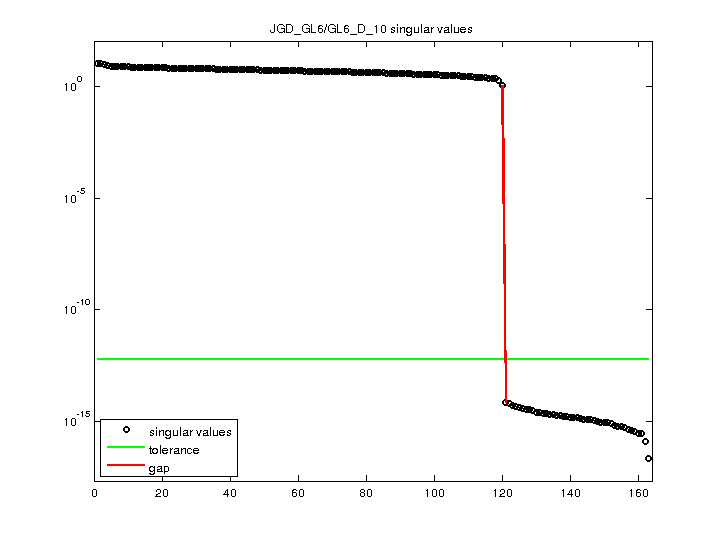 JGD_GL6/GL6_D_10 singular values
10^0
10^-5
10^-10
10^-15
singular values
tolerance
gap
0 20 40 60 80 100 120 140 160